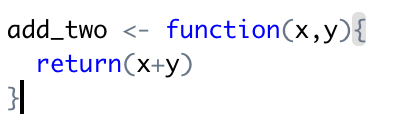 add_two <- function(x,y){
  return(x+y)
}